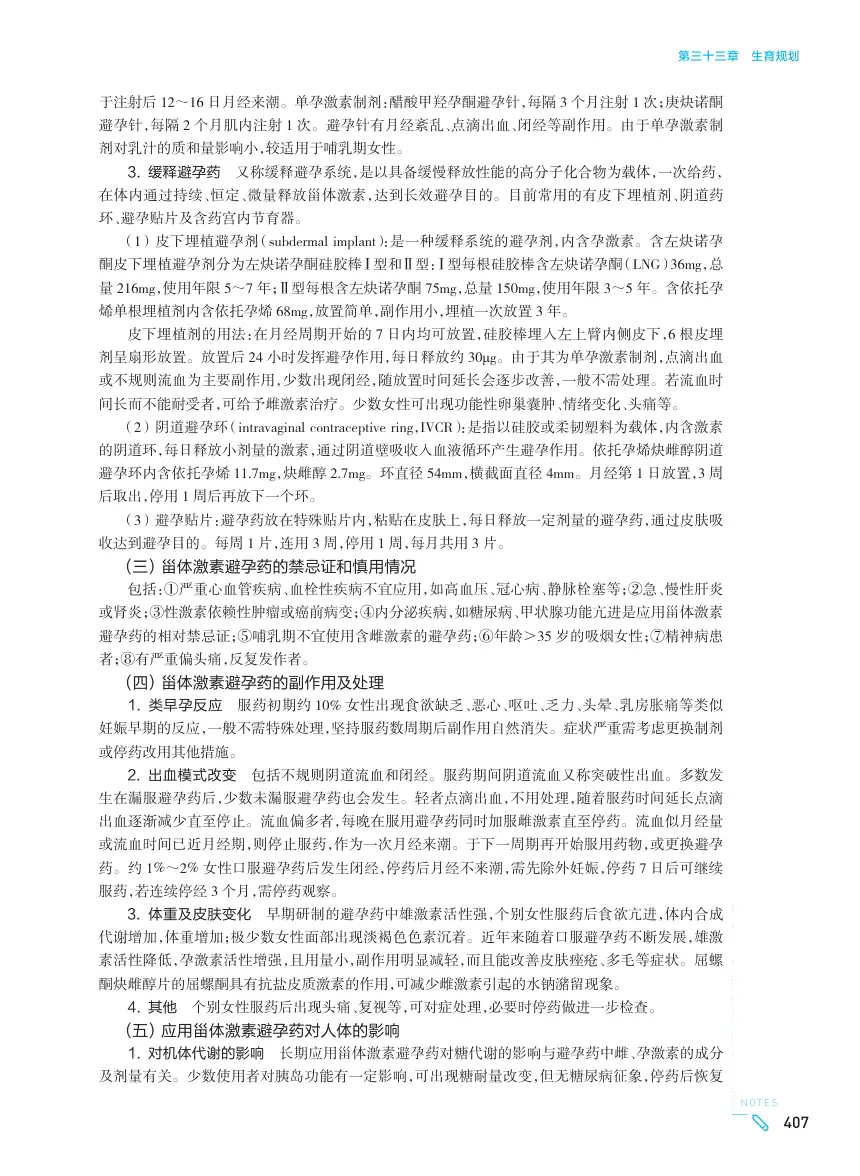 第三十三章 生育规划
于注射后 12～16 日月经来潮。单孕激素制剂:醋酸甲羟孕酮避孕针,每隔 3 个月注射 1 次;庚炔诺酮
避孕针,每隔 2 个月肌内注射 1 次。避孕针有月经紊乱、点滴出血、闭经等副作用。由于单孕激素制
剂对乳汁的质和量影响小,较适用于哺乳期女性。
3. 缓释避孕药 又称缓释避孕系统,是以具备缓慢释放性能的高分子化合物为载体,一次给药,
在体内通过持续、恒定、微量释放甾体激素,达到长效避孕目的。目前常用的有皮下埋植剂、阴道药
环、避孕贴片及含药宫内节育器。
（1）皮下埋植避孕剂（subdermal implant）:是一种缓释系统的避孕剂,内含孕激素。含左炔诺孕
酮皮下埋植避孕剂分为左炔诺孕酮硅胶棒Ⅰ型和Ⅱ型:Ⅰ型每根硅胶棒含左炔诺孕酮（LNG）36mg,总
量 216mg,使用年限 5～7 年;Ⅱ型每根含左炔诺孕酮 75mg,总量 150mg,使用年限 3～5 年。含依托孕
烯单根埋植剂内含依托孕烯 68mg,放置简单,副作用小,埋植一次放置 3 年。
皮下埋植剂的用法:在月经周期开始的 7 日内均可放置,硅胶棒埋入左上臂内侧皮下,6 根皮埋
剂呈扇形放置。放置后 24 小时发挥避孕作用,每日释放约 30μg。由于其为单孕激素制剂,点滴出血
或不规则流血为主要副作用,少数出现闭经,随放置时间延长会逐步改善,一般不需处理。若流血时
间长而不能耐受者,可给予雌激素治疗。少数女性可出现功能性卵巢囊肿、情绪变化、头痛等。
（2）阴道避孕环（intravaginal contraceptive ring,IVCR）:是指以硅胶或柔韧塑料为载体,内含激素
的阴道环,每日释放小剂量的激素,通过阴道壁吸收入血液循环产生避孕作用。依托孕烯炔雌醇阴道
避孕环内含依托孕烯 11.7mg,炔雌醇 2.7mg。环直径 54mm,横截面直径 4mm。月经第 1 日放置,3 周
后取出,停用 1 周后再放下一个环。
（3）避孕贴片:避孕药放在特殊贴片内,粘贴在皮肤上,每日释放一定剂量的避孕药,通过皮肤吸
收达到避孕目的。每周 1 片,连用 3 周,停用 1 周,每月共用 3 片。
（三）甾体激素避孕药的禁忌证和慎用情况
包括:①严重心血管疾病、血栓性疾病不宜应用,如高血压、冠心病、静脉栓塞等;②急、慢性肝炎
或肾炎;③性激素依赖性肿瘤或癌前病变;④内分泌疾病,如糖尿病、甲状腺功能亢进是应用甾体激素
避孕药的相对禁忌证;⑤哺乳期不宜使用含雌激素的避孕药;⑥年龄＞35 岁的吸烟女性;⑦精神病患
者;⑧有严重偏头痛,反复发作者。
（四）甾体激素避孕药的副作用及处理
1. 类早孕反应 服药初期约 10% 女性出现食欲缺乏、恶心、呕吐、乏力、头晕、乳房胀痛等类似
妊娠早期的反应,一般不需特殊处理,坚持服药数周期后副作用自然消失。症状严重需考虑更换制剂
或停药改用其他措施。
2. 出血模式改变 包括不规则阴道流血和闭经。服药期间阴道流血又称突破性出血。多数发
生在漏服避孕药后,少数未漏服避孕药也会发生。轻者点滴出血,不用处理,随着服药时间延长点滴
出血逐渐减少直至停止。流血偏多者,每晚在服用避孕药同时加服雌激素直至停药。流血似月经量
或流血时间已近月经期,则停止服药,作为一次月经来潮。于下一周期再开始服用药物,或更换避孕
药。约 1%～2% 女性口服避孕药后发生闭经,停药后月经不来潮,需先除外妊娠,停药 7 日后可继续
服药,若连续停经 3 个月,需停药观察。
3. 体重及皮肤变化 早期研制的避孕药中雄激素活性强,个别女性服药后食欲亢进,体内合成
代谢增加,体重增加;极少数女性面部出现淡褐色色素沉着。近年来随着口服避孕药不断发展,雄激
素活性降低,孕激素活性增强,且用量小,副作用明显减轻,而且能改善皮肤痤疮、多毛等症状。屈螺
酮炔雌醇片的屈螺酮具有抗盐皮质激素的作用,可减少雌激素引起的水钠潴留现象。
4. 其他 个别女性服药后出现头痛、复视等,可对症处理,必要时停药做进一步检查。
（五）应用甾体激素避孕药对人体的影响
1. 对机体代谢的影响 长期应用甾体激素避孕药对糖代谢的影响与避孕药中雌、孕激素的成分
及剂量有关。少数使用者对胰岛功能有一定影响,可出现糖耐量改变,但无糖尿病征象,停药后恢复
NOTES
407